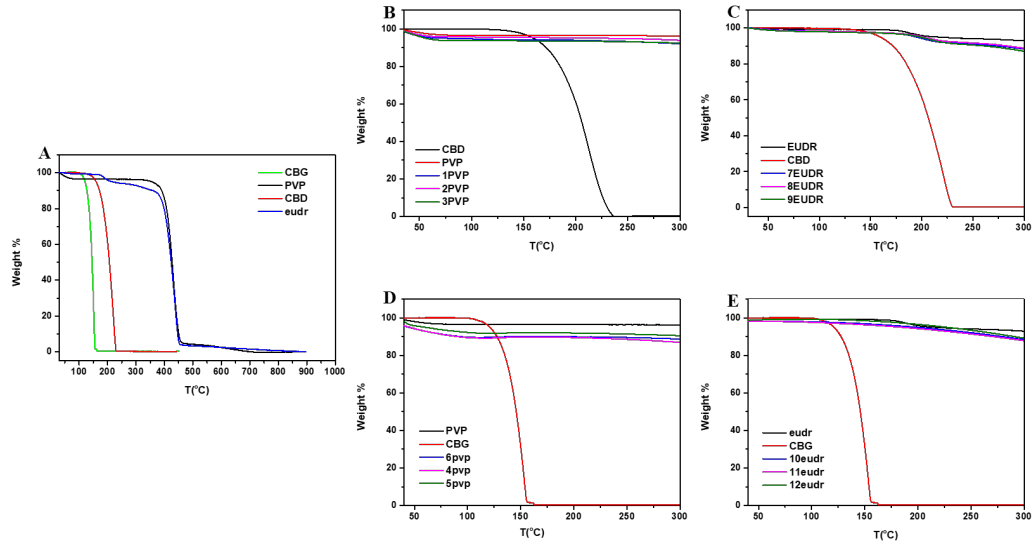 A
Weight %
100
80
60
40
20
0
100 200 300 400 500 600 700 800 900 1000
T(°C)
CBG
PVP
CBD
eudr
B
Weight %
100
80
60
40
20
0
50 100 150 200 250 300
T(°C)
CBD
PVP
1PVP
2PVP
3PVP
C
Weight %
100
80
60
40
20
0
50 100 150 200 250 300
T(°C)
EUDR
CBD
7EUDR
8EUDR
9EUDR
D
Weight %
100
80
60
40
20
0
50 100 150 200 250 300
T(°C)
PVP
CBG
6pvp
4pvp
5pvp
E
Weight %
100
80
60
40
20
0
50 100 150 200 250 300
T(°C)
eudr
CBG
10eudr
11eudr
12eudr